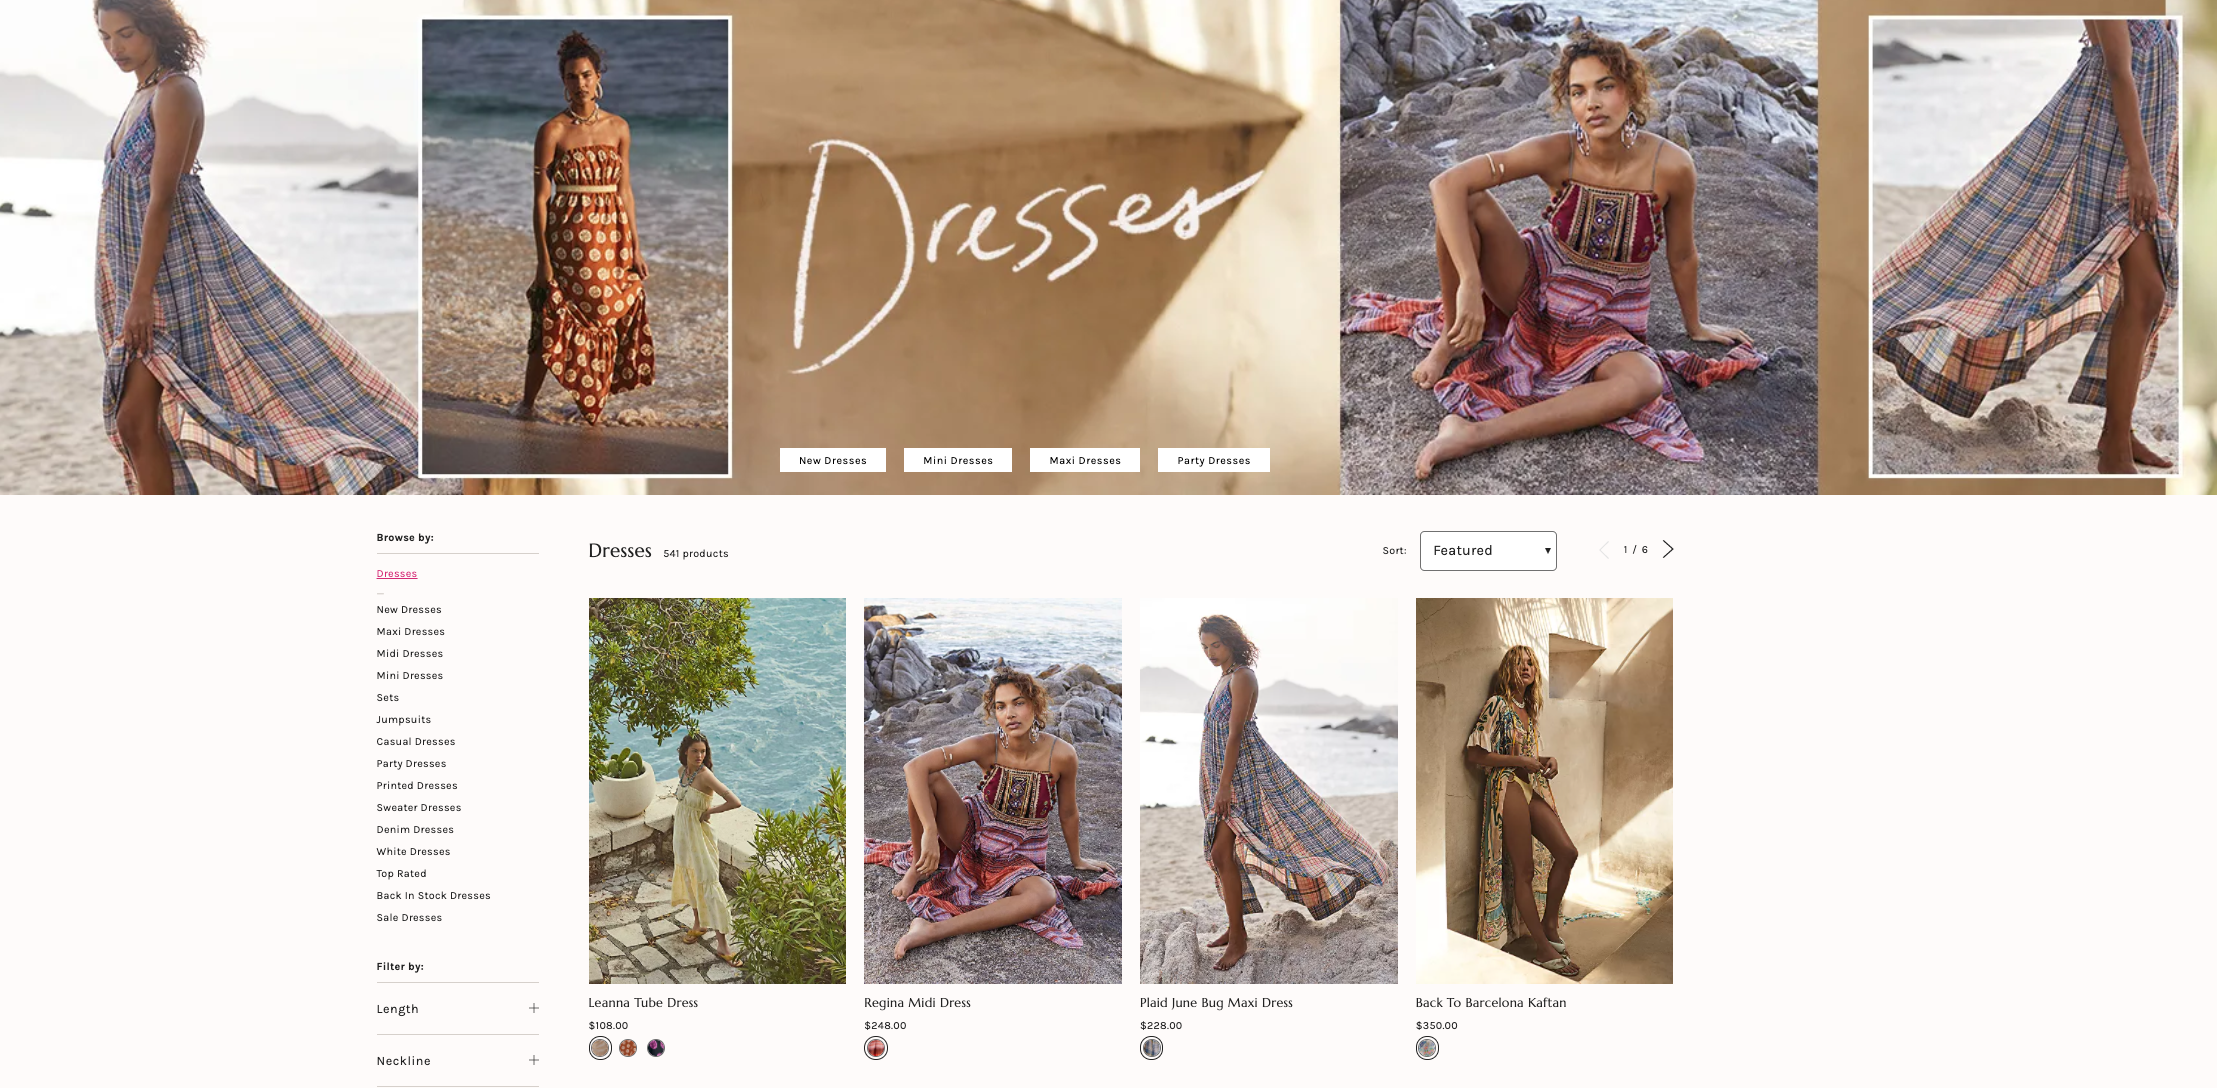 Dresses
New Dresses
Mini Dresses
Maxi Dresses
Party Dresses
Browse by:
Dresses
New Dresses
Maxi Dresses
Midi Dresses
Mini Dresses
Sets
Jumpsuits
Casual Dresses
Party Dresses
Printed Dresses
Sweater Dresses
Denim Dresses
White Dresses
Top Rated
Back In Stock Dresses
Sale Dresses
Filter by:
Length
Neckline
Dresses 541 products
Sort: Featured
1 / 6
Leanna Tube Dress
$108.00
Regina Midi Dress
$248.00
Plaid June Bug Maxi Dress
$228.00
Back To Barcelona Kaftan
$350.00